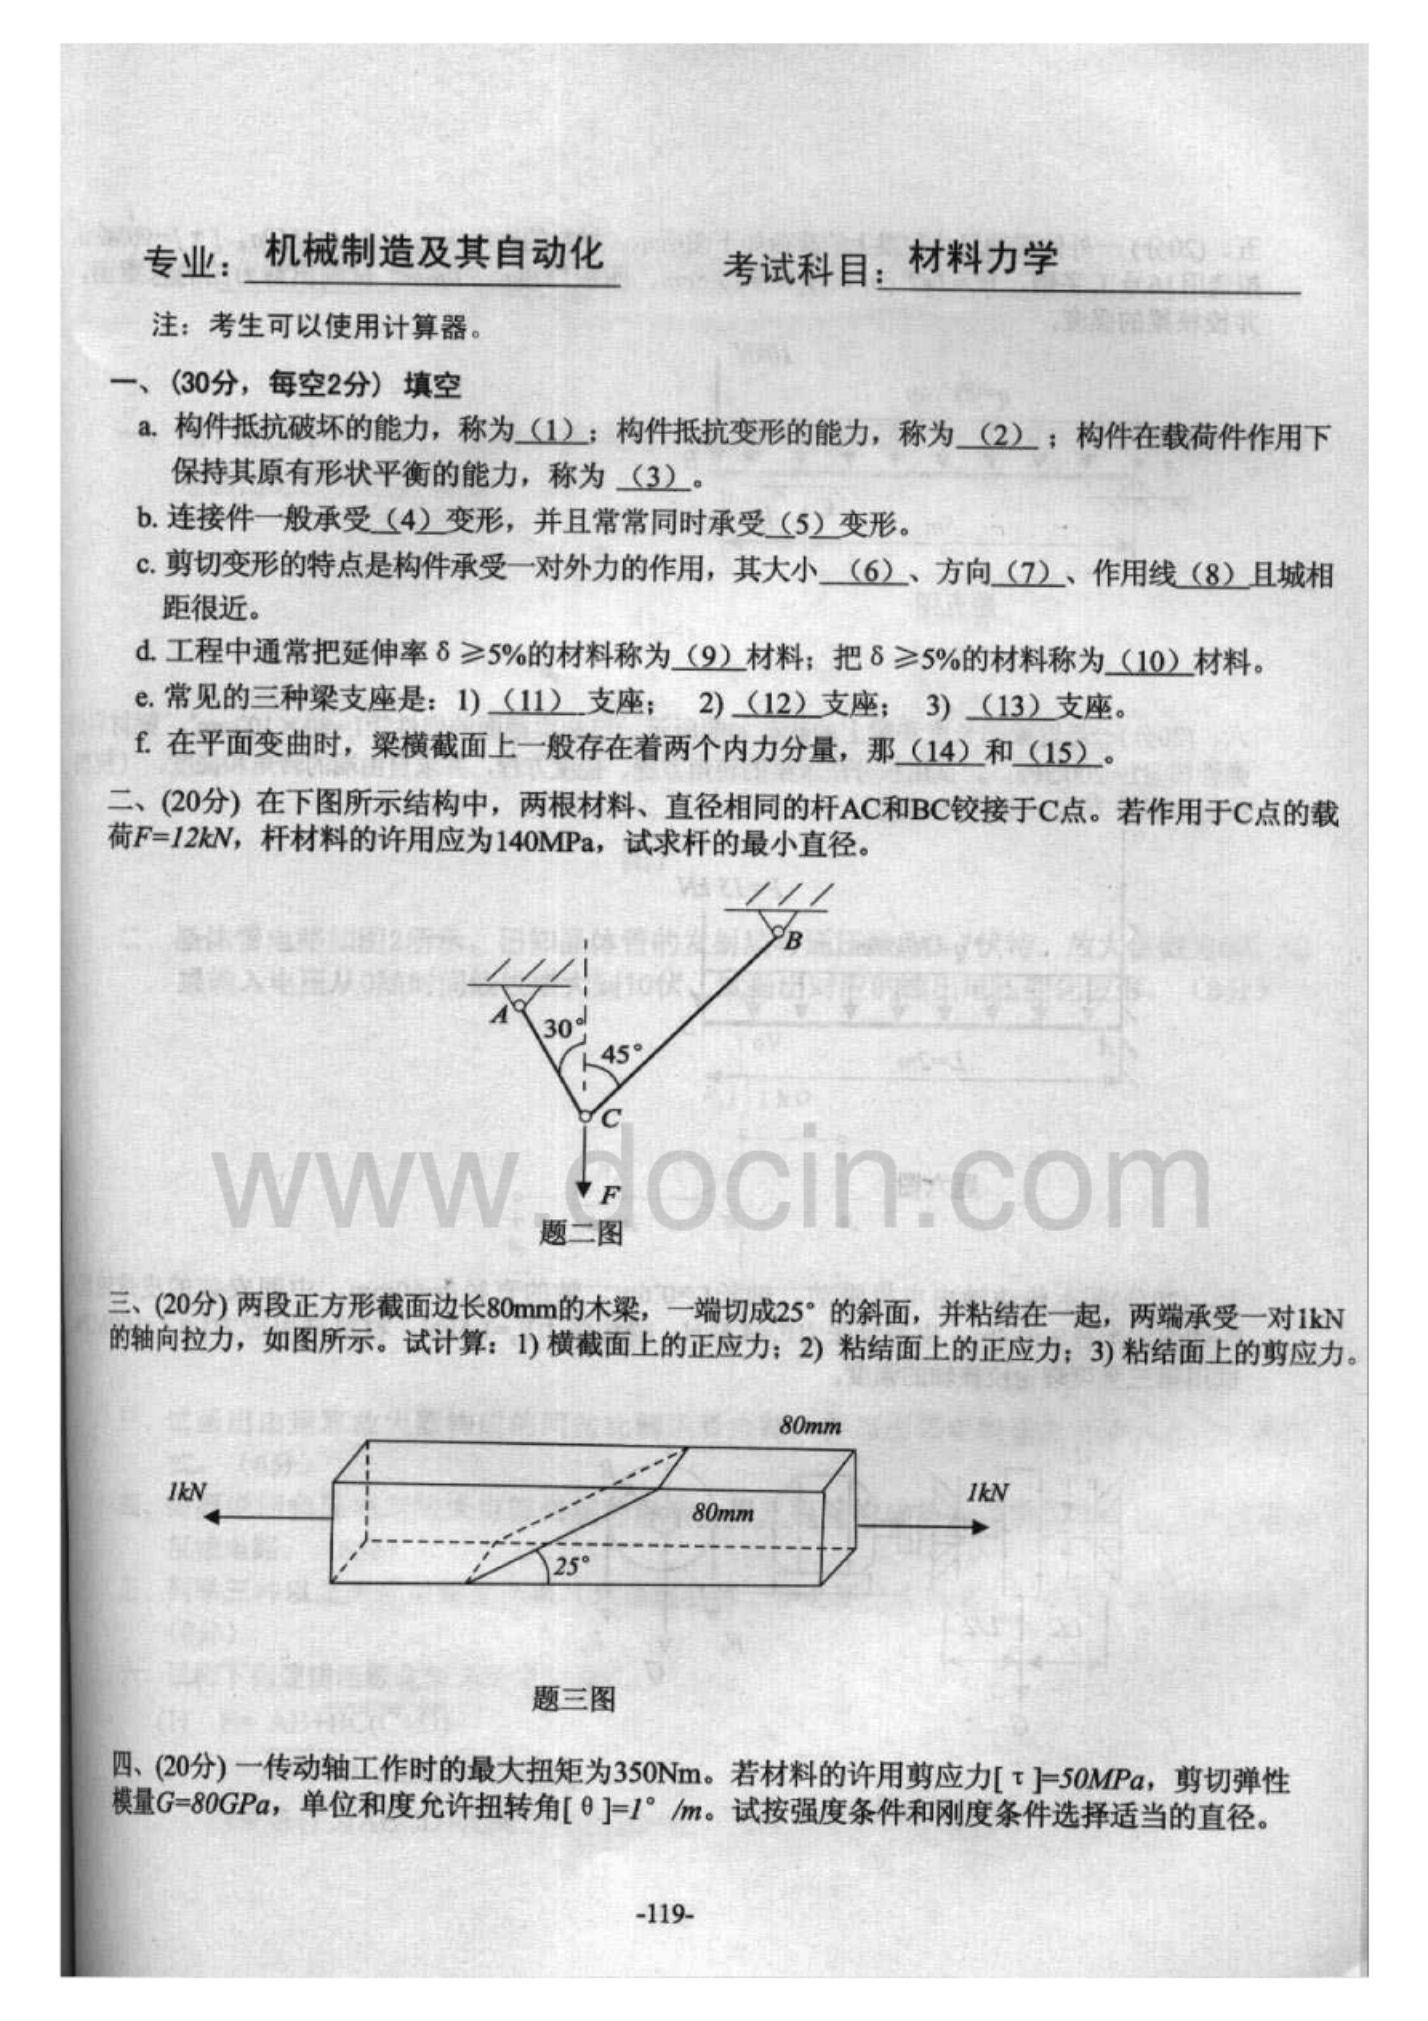 专业: 机械制造及其自动化 考试科目: 材料力学
注: 考生可以使用计算器。
一、(30分, 每空2分) 填空
a. 构件抵抗破坏的能力, 称为 (1) ; 构件抵抗变形的能力, 称为 (2) ; 构件在载荷件作用下
保持其原有形状平衡的能力, 称为 (3) 。
b. 连接件一般承受 (4) 变形, 并且常常同时承受 (5) 变形。
c. 剪切变形的特点是构件承受一对外力的作用, 其大小 (6) 、方向 (7) 、作用线 (8) 且城相
距很近。
d. 工程中通常把延伸率 δ ≥5%的材料称为 (9) 材料; 把 δ ≥5%的材料称为 (10) 材料。
e. 常见的三种梁支座是: 1) (11) 支座; 2) (12) 支座; 3) (13) 支座。
f. 在平面变曲时, 梁横截面上一般存在着两个内力分量, 那 (14) 和 (15) 。
二、(20分) 在下图所示结构中, 两根材料、直径相同的杆AC和BC铰接于C点。若作用于C点的载
荷F=12kN, 杆材料的许用应为140MPa, 试求杆的最小直径。
B
A
30°
45°
C
F
www.docin.com
题二图
三、(20分) 两段正方形截面边长80mm的木梁, 一端切成25° 的斜面, 并粘结在一起, 两端承受一对1kN
的轴向拉力, 如图所示。试计算: 1) 横截面上的正应力; 2) 粘结面上的正应力; 3) 粘结面上的剪应力。
80mm
1kN
1kN
80mm
25°
题三图
四、(20分) 一传动轴工作时的最大扭矩为350Nm。若材料的许用剪应力[τ]=50MPa, 剪切弹性
模量G=80GPa, 单位和度允许扭转角[θ]=1° /m。试按强度条件和刚度条件选择适当的直径。
-119-